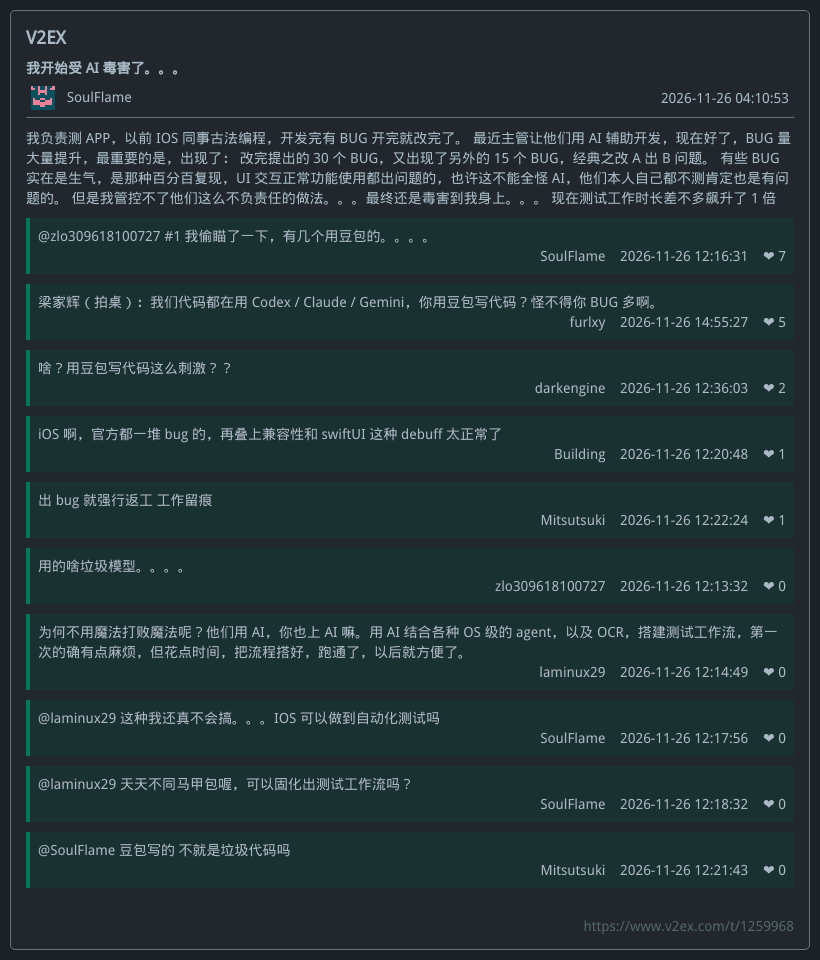 V2EX
我开始受 AI 毒害了。。。
SoulFlame
2026-11-26 04:10:53
我负责测 APP，以前 IOS 同事古法编程，开发完有 BUG 开完就改完了。 最近主管让他们用 AI 辅助开发，现在好了，BUG 量
大量提升，最重要的是，出现了： 改完提出的 30 个 BUG，又出现了另外的 15 个 BUG，经典之改 A 出 B 问题。 有些 BUG
实在是生气，是那种百分百复现，UI 交互正常功能使用都出问题的，也许这不能全怪 AI，他们本人自己都不测肯定也是有问
题的。 但是我管控不了他们这么不负责任的做法。。。最终还是毒害到我身上。。。 现在测试工作时长差不多飙升了 1 倍
@zlo309618100727 #1 我偷瞄了一下，有几个用豆包的。。。。
SoulFlame 2026-11-26 12:16:31 ❤ 7
梁家辉（拍桌）：我们代码都在用 Codex / Claude / Gemini，你用豆包写代码？怪不得你 BUG 多啊。
furlxy 2026-11-26 14:55:27 ❤ 5
啥？用豆包写代码这么刺激？？
darkengine 2026-11-26 12:36:03 ❤ 2
iOS 啊，官方都一堆 bug 的，再叠上兼容性和 swiftUI 这种 debuff 太正常了
Building 2026-11-26 12:20:48 ❤ 1
出 bug 就强行返工 工作留痕
Mitsutsuki 2026-11-26 12:22:24 ❤ 1
用的啥垃圾模型。。。。
zlo309618100727 2026-11-26 12:13:32 ❤ 0
为何不用魔法打败魔法呢？他们用 AI，你也上 AI 嘛。用 AI 结合各种 OS 级的 agent，以及 OCR，搭建测试工作流，第一
次的确有点麻烦，但花点时间，把流程搭好，跑通了，以后就方便了。
laminux29 2026-11-26 12:14:49 ❤ 0
@laminux29 这种我还真不会搞。。。IOS 可以做到自动化测试吗
SoulFlame 2026-11-26 12:17:56 ❤ 0
@laminux29 天天不同马甲包喔，可以固化出测试工作流吗？
SoulFlame 2026-11-26 12:18:32 ❤ 0
@SoulFlame 豆包写的 不就是垃圾代码吗
Mitsutsuki 2026-11-26 12:21:43 ❤ 0
https://www.v2ex.com/t/1259968